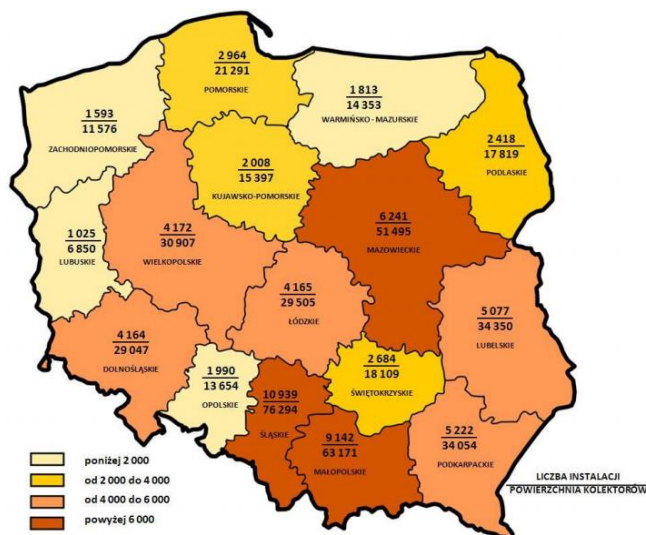 2 964
21 291
POMORSKIE
1 813
14 353
WARMIŃSKO - MAZURSKIE
1 593
11 576
ZACHODNIOPOMORSKIE
2 418
17 819
PODLASKIE
2 008
15 397
KUJAWSKO-POMORSKIE
6 241
51 495
MAZOWIECKIE
1 025
6 850
LUBUSKIE
4 172
30 907
WIELKOPOLSKIE
4 165
29 505
ŁÓDZKIE
5 077
34 350
LUBELSKIE
4 164
29 047
DOLNOŚLĄSKIE
1 990
13 654
OPOLSKIE
2 684
18 109
ŚWIĘTOKRZYSKIE
10 939
76 294
ŚLĄSKIE
9 142
63 171
MAŁOPOLSKIE
5 222
34 054
PODKARPACKIE
poniżej 2 000
od 2 000 do 4 000
od 4 000 do 6 000
powyżej 6 000
LICZBA INSTALACJI
POWIERZCHNIA KOLEKTORÓW